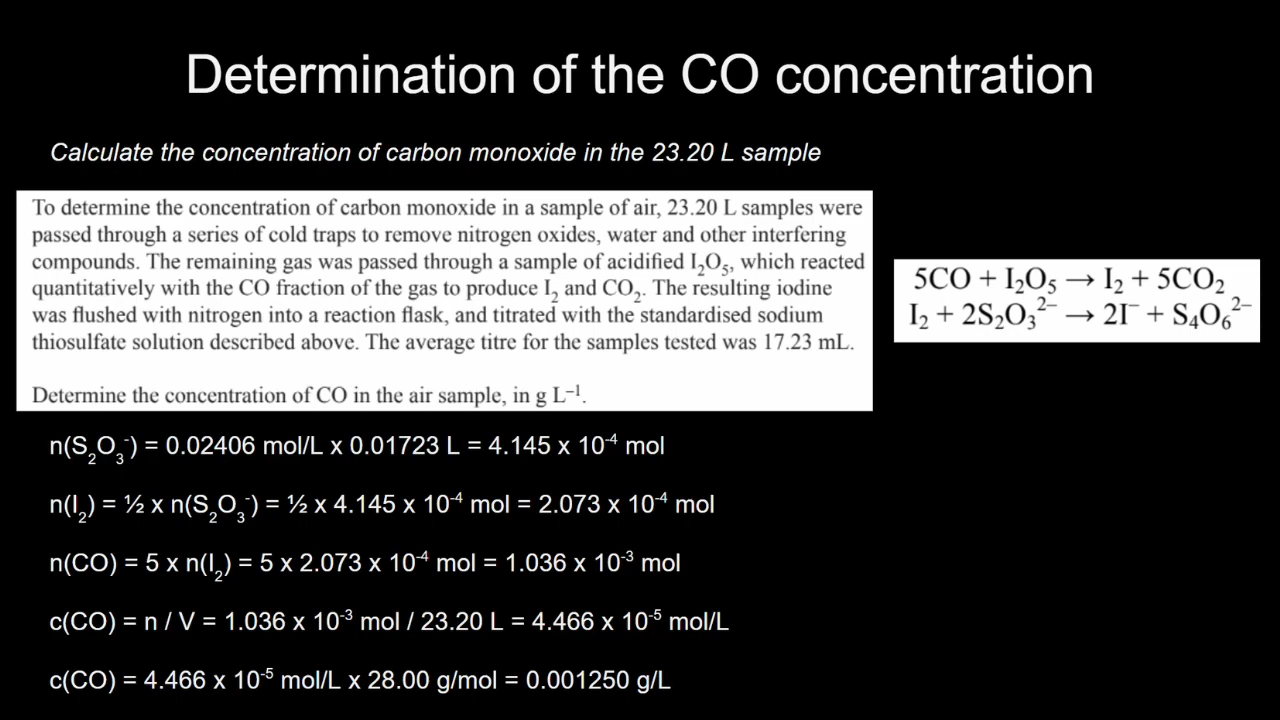 Determination of the CO concentration
Calculate the concentration of carbon monoxide in the 23.20 L sample
To determine the concentration of carbon monoxide in a sample of air, 23.20 L samples were
passed through a series of cold traps to remove nitrogen oxides, water and other interfering
compounds. The remaining gas was passed through a sample of acidified I₂O₅, which reacted
quantitatively with the CO fraction of the gas to produce I₂ and CO₂. The resulting iodine
was flushed with nitrogen into a reaction flask, and titrated with the standardised sodium
thiosulfate solution described above. The average titre for the samples tested was 17.23 mL.
Determine the concentration of CO in the air sample, in g L⁻¹.
5CO + I₂O₅ → I₂ + 5CO₂
I₂ + 2S₂O₃²⁻ → 2I⁻ + S₄O₆²⁻
n(S₂O₃⁻) = 0.02406 mol/L x 0.01723 L = 4.145 x 10⁻⁴ mol
n(I₂) = ½ x n(S₂O₃⁻) = ½ x 4.145 x 10⁻⁴ mol = 2.073 x 10⁻⁴ mol
n(CO) = 5 x n(I₂) = 5 x 2.073 x 10⁻⁴ mol = 1.036 x 10⁻³ mol
c(CO) = n / V = 1.036 x 10⁻³ mol / 23.20 L = 4.466 x 10⁻⁵ mol/L
c(CO) = 4.466 x 10⁻⁵ mol/L x 28.00 g/mol = 0.001250 g/L